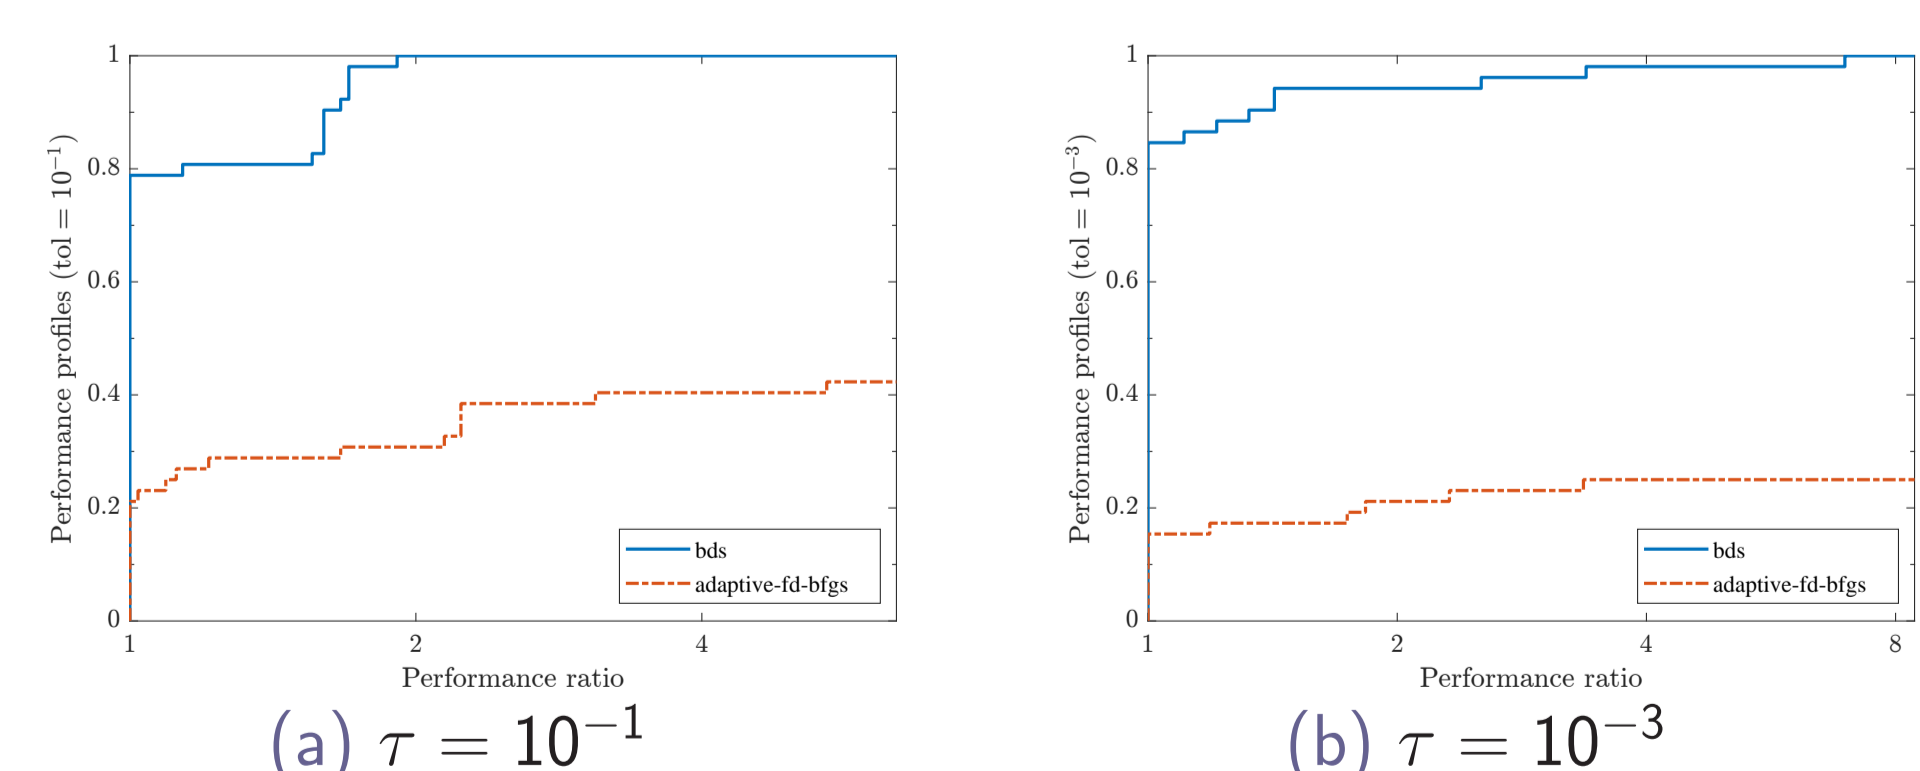 Performance profiles (tol = 10⁻¹)
1
0.8
0.6
0.4
0.2
0
1 2 4
Performance ratio
bds
adaptive-fd-bfgs
(a) τ = 10⁻¹
Performance profiles (tol = 10⁻³)
1
0.8
0.6
0.4
0.2
0
1 2 4 8
Performance ratio
bds
adaptive-fd-bfgs
(b) τ = 10⁻³